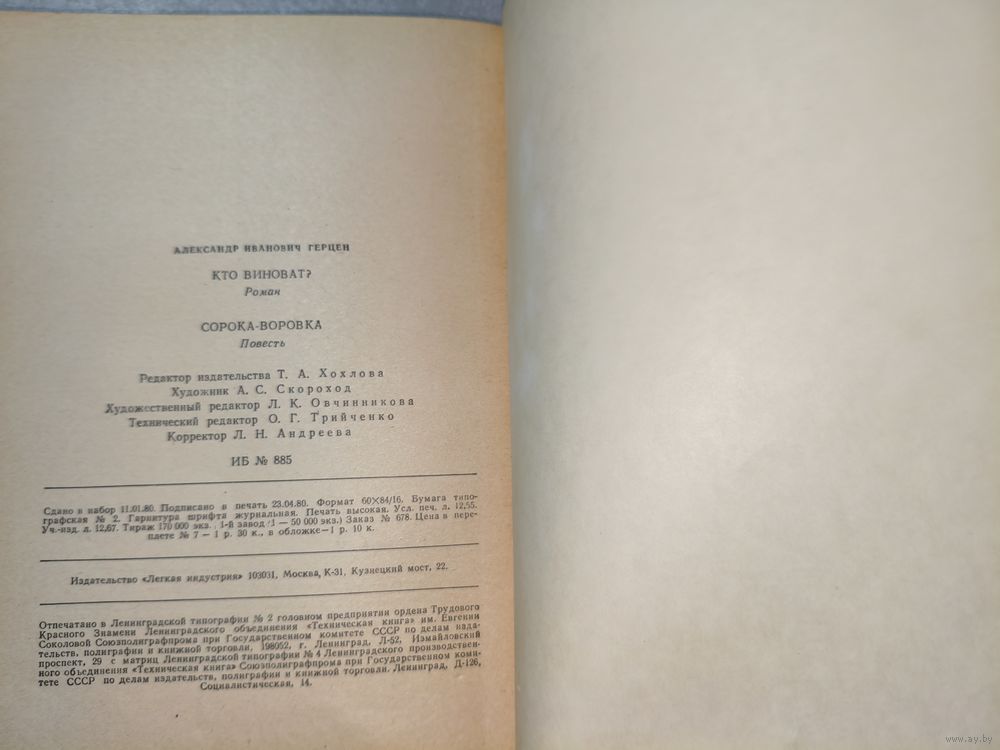 АЛЕКСАНДР ИВАНОВИЧ ГЕРЦЕН
КТО ВИНОВАТ?
Роман
СОРОКА-ВОРОВКА
Повесть
Редактор издательства Т. А. Хохлова
Художник А. С. Скороход
Художественный редактор Л. К. Овчинникова
Технический редактор О. Г. Трийченко
Корректор Л. Н. Андреева
ИБ № 885
Сдано в набор 11.01.80. Подписано в печать 23.04.80. Формат 60×84/16. Бумага типо-
графская № 2. Гарнитура шрифта журнальная. Печать высокая. Усл. печ. л. 12,55.
Уч.-изд. л. 12,67. Тираж 170 000 экз. 1-й завод (1 — 50 000 экз.) Заказ № 678. Цена в пере-
плете № 7 — 1 р. 30 к., в обложке—1 р. 10 к.
Издательство «Легкая индустрия» 103031, Москва, К-31, Кузнецкий мост, 22.
Отпечатано в Ленинградской типографии № 2 головном предприятии ордена Трудового
Красного Знамени Ленинградского объединения «Техническая книга» им. Евгении
Соколовой Союзполиграфпрома при Государственном комитете СССР по делам изда-
тельств, полиграфии и книжной торговли, 198052, г. Ленинград, Л-52, Измайловский
проспект, 29 с матриц Ленинградской типографии № 4 Ленинградского производствен-
ного объединения «Техническая книга» Союзполиграфпрома при Государственном коми-
тете СССР по делам издательств, полиграфии и книжной торговли. Ленинград, Д-126,
Социалистическая, 14.
www.ay.by